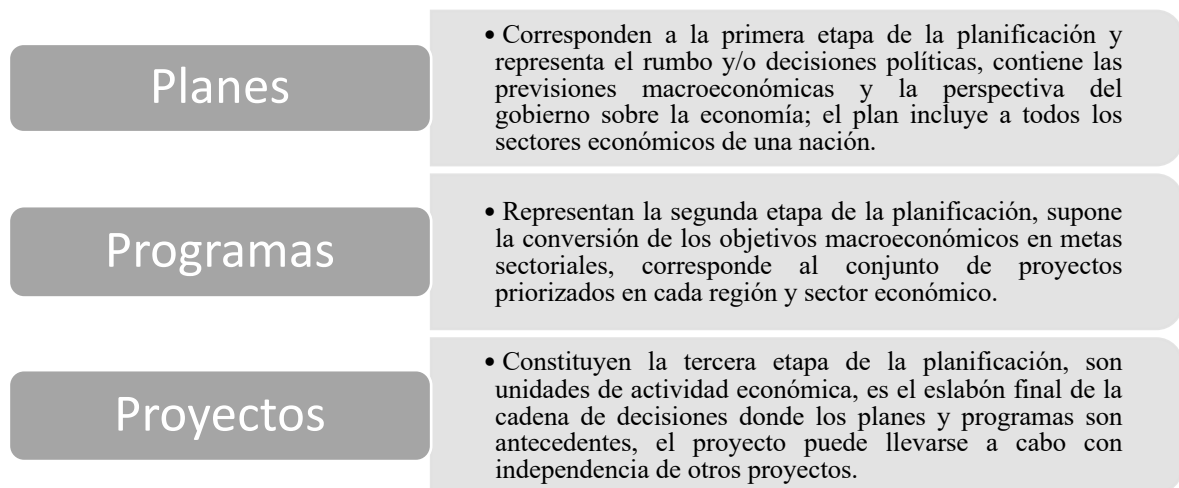 Planes
• Corresponden a la primera etapa de la planificación y
representa el rumbo y/o decisiones políticas, contiene las
previsiones macroeconómicas y la perspectiva del
gobierno sobre la economía; el plan incluye a todos los
sectores económicos de una nación.
Programas
• Representan la segunda etapa de la planificación, supone
la conversión de los objetivos macroeconómicos en metas
sectoriales, corresponde al conjunto de proyectos
priorizados en cada región y sector económico.
Proyectos
• Constituyen la tercera etapa de la planificación, son
unidades de actividad económica, es el eslabón final de la
cadena de decisiones donde los planes y programas son
antecedentes, el proyecto puede llevarse a cabo con
independencia de otros proyectos.